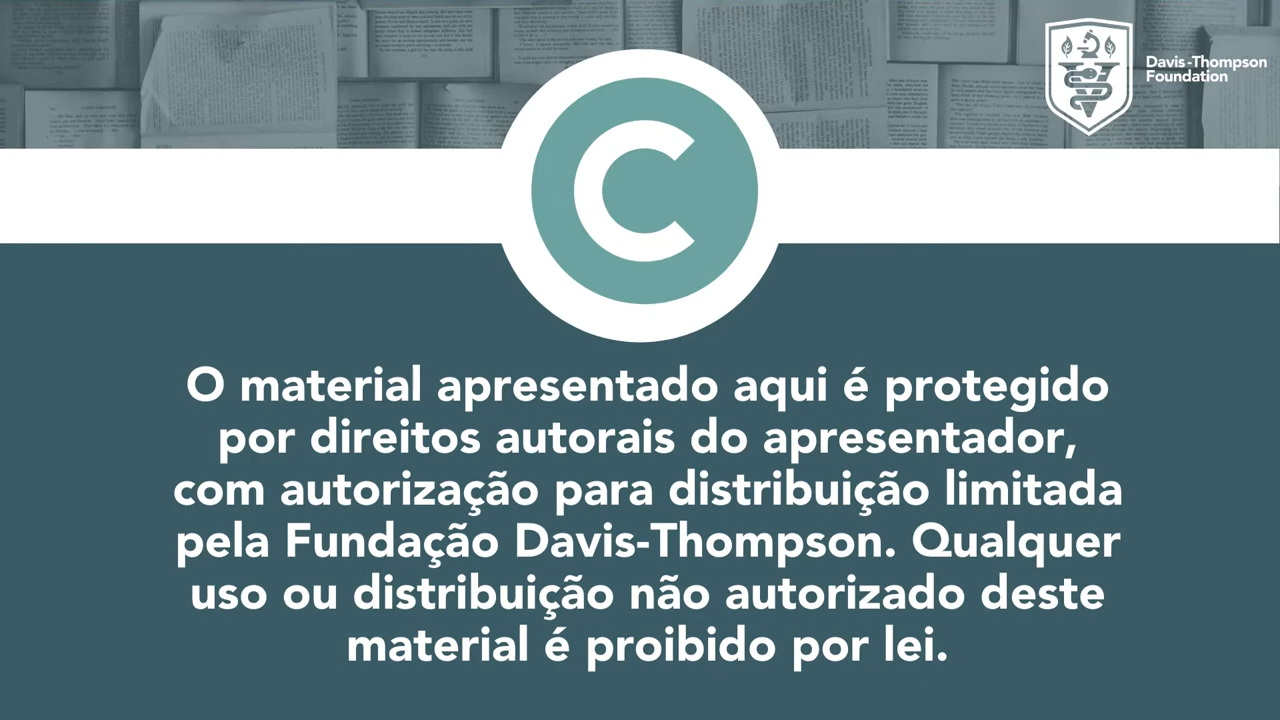 Davis-Thompson
Foundation
C
O material apresentado aqui é protegido
por direitos autorais do apresentador,
com autorização para distribuição limitada
pela Fundação Davis-Thompson. Qualquer
uso ou distribuição não autorizado deste
material é proibido por lei.